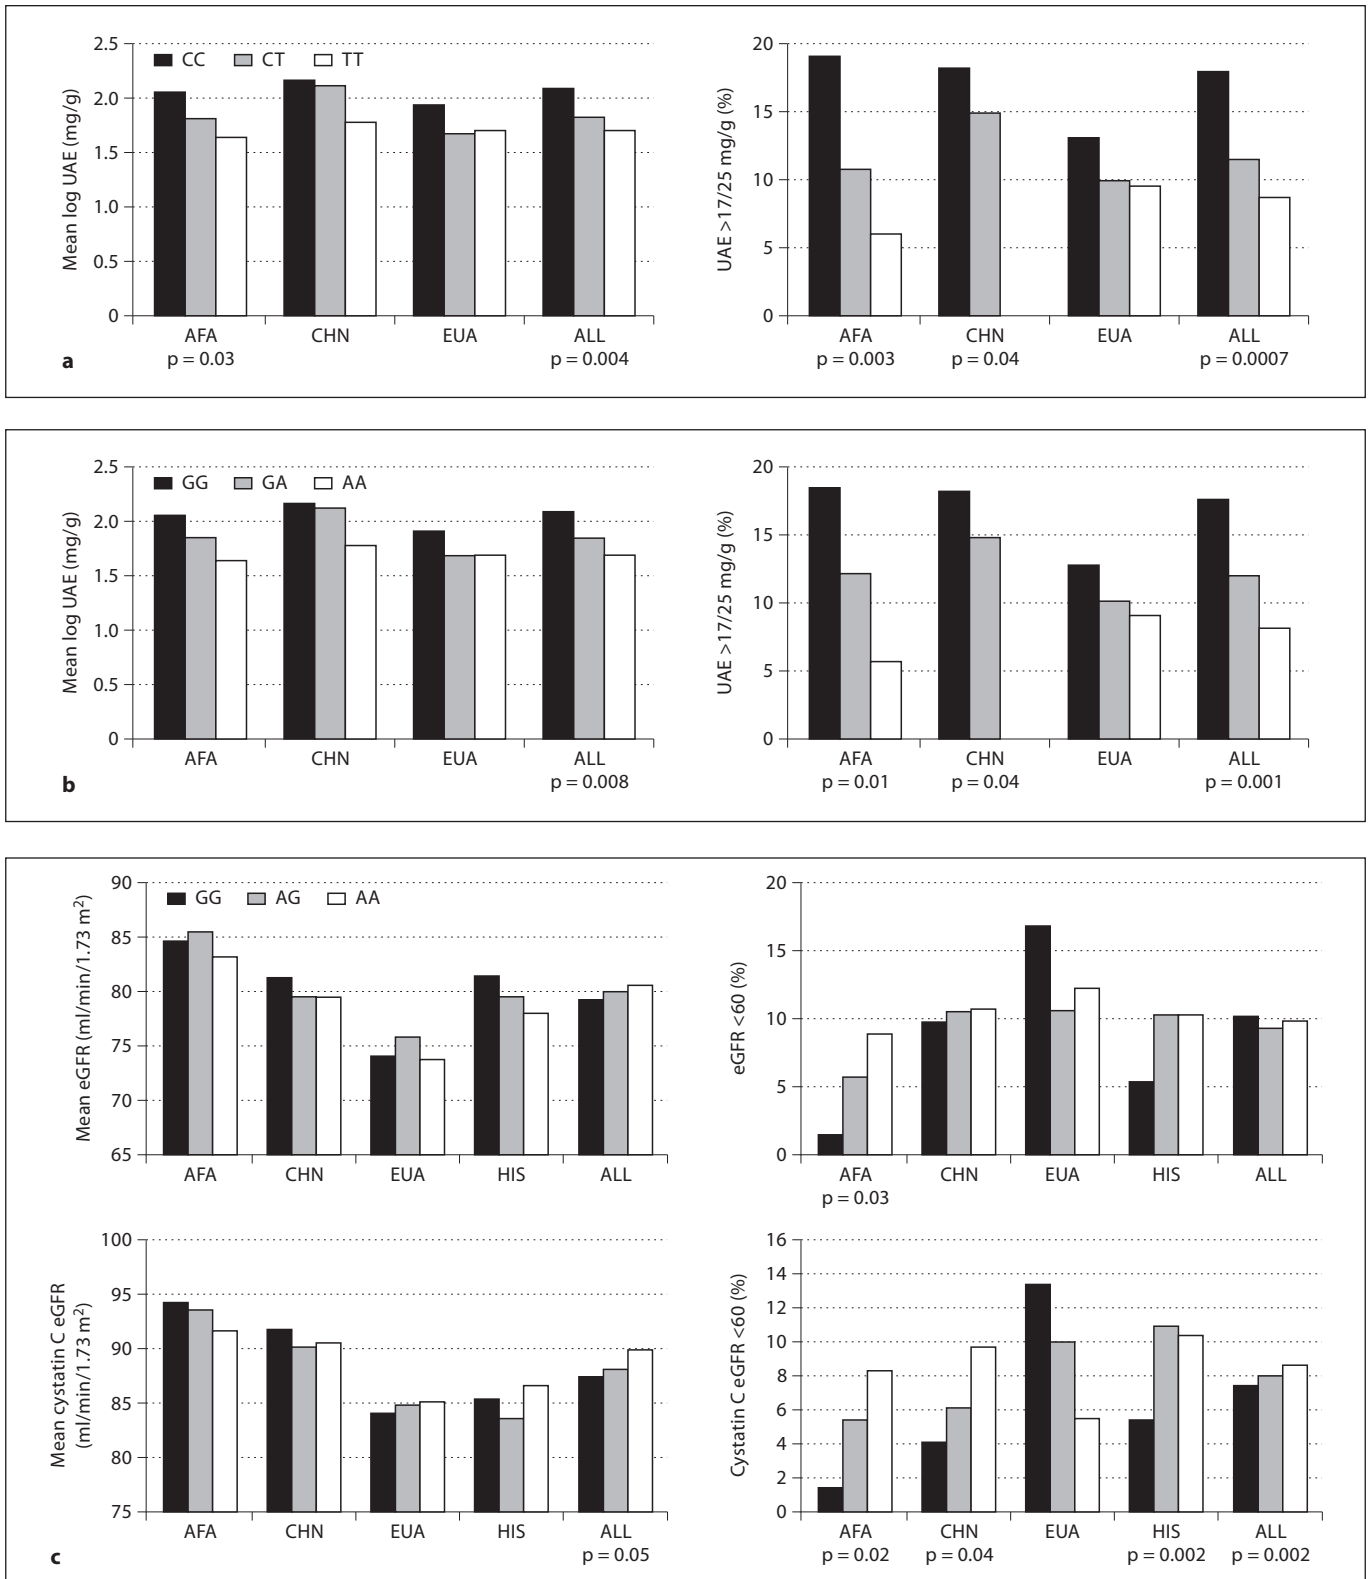 2.5
2.0
1.5
1.0
0.5
0
Mean log UAE (mg/g)
CC CT TT
AFA CHN EUA ALL
p = 0.03 p = 0.004
20
15
10
5
0
UAE >17/25 mg/g (%)
AFA CHN EUA ALL
p = 0.003 p = 0.04 p = 0.0007
a
2.5
2.0
1.5
1.0
0.5
0
Mean log UAE (mg/g)
GG GA AA
AFA CHN EUA ALL
p = 0.008
20
15
10
5
0
UAE >17/25 mg/g (%)
AFA CHN EUA ALL
p = 0.01 p = 0.04 p = 0.001
b
90
85
80
75
70
65
Mean eGFR (ml/min/1.73 m²)
GG AG AA
AFA CHN EUA HIS ALL
20
15
10
5
0
eGFR <60 (%)
AFA CHN EUA HIS ALL
p = 0.03
100
95
90
85
80
75
Mean cystatin C eGFR
(ml/min/1.73 m²)
AFA CHN EUA HIS ALL
p = 0.05
16
14
12
10
8
6
4
2
0
Cystatin C eGFR <60 (%)
AFA CHN EUA HIS ALL
p = 0.02 p = 0.04 p = 0.002 p = 0.002
c